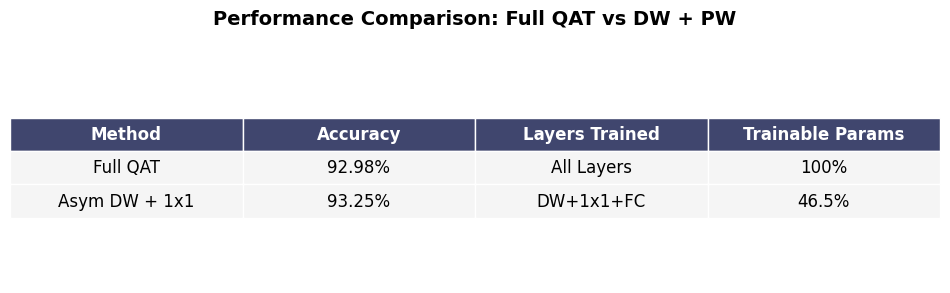 Performance Comparison: Full QAT vs DW + PW
Method Accuracy Layers Trained Trainable Params
Full QAT 92.98% All Layers 100%
Asym DW + 1x1 93.25% DW+1x1+FC 46.5%